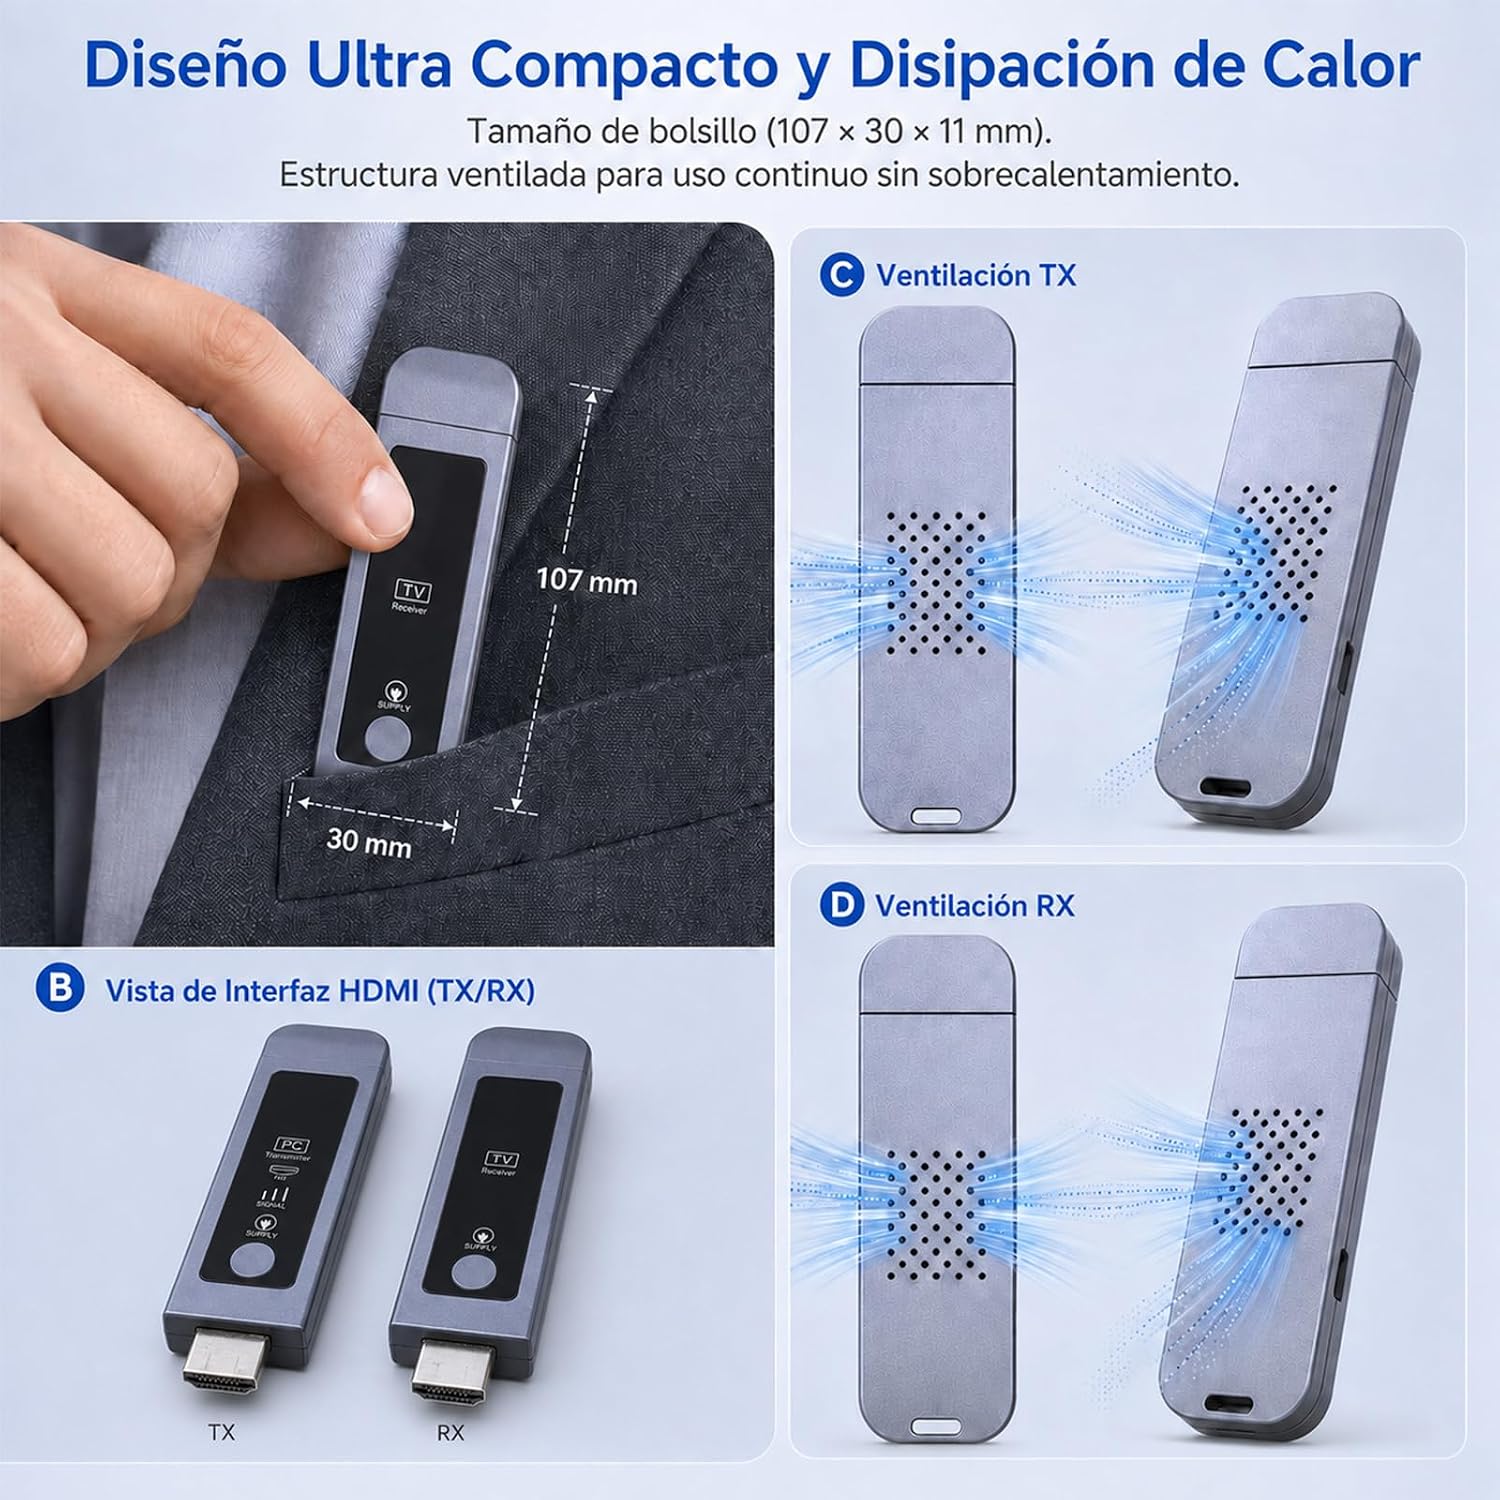 Diseño Ultra Compacto y Disipación de Calor
Tamaño de bolsillo (107 × 30 × 11 mm).
Estructura ventilada para uso continuo sin sobrecalentamiento.
TV
Receiver
SUPPLY
107 mm
30 mm
B Vista de Interfaz HDMI (TX/RX)
PC
SIGNAL
SUPPLY
TV
Receiver
SUPPLY
TX
RX
C Ventilación TX
D Ventilación RX